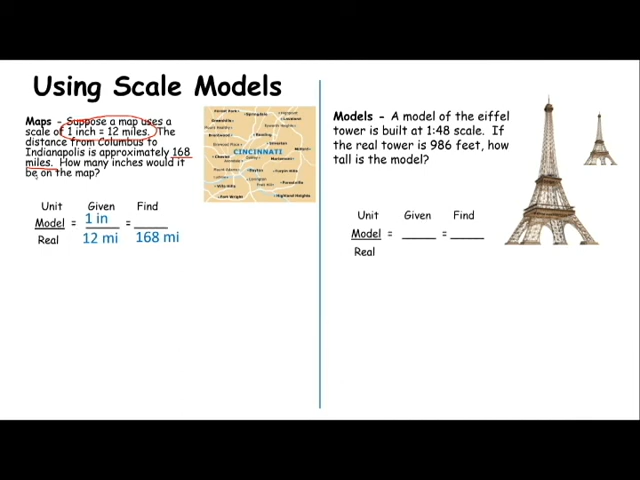 Using Scale Models
Maps - Suppose a map uses a
scale of 1 inch = 12 miles. The
distance from Columbus to
Indianapolis is approximately 168
miles. How many inches would it
be on the map?
CINCINNATI
Unit Given Find
Model = 1 in = _____
Real 12 mi 168 mi
Models - A model of the eiffel
tower is built at 1:48 scale. If
the real tower is 986 feet, how
tall is the model?
Unit Given Find
Model = _____ = _____
Real